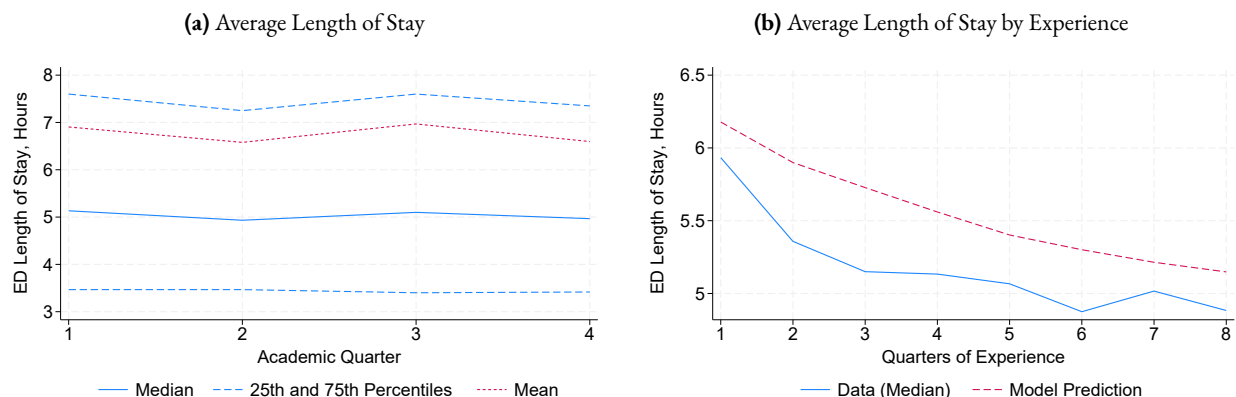 (a) Average Length of Stay
ED Length of Stay, Hours
8
7
6
5
4
3
1 2 3 4
Academic Quarter
Median 25th and 75th Percentiles Mean
(b) Average Length of Stay by Experience
ED Length of Stay, Hours
6.5
6
5.5
5
1 2 3 4 5 6 7 8
Quarters of Experience
Data (Median) Model Prediction